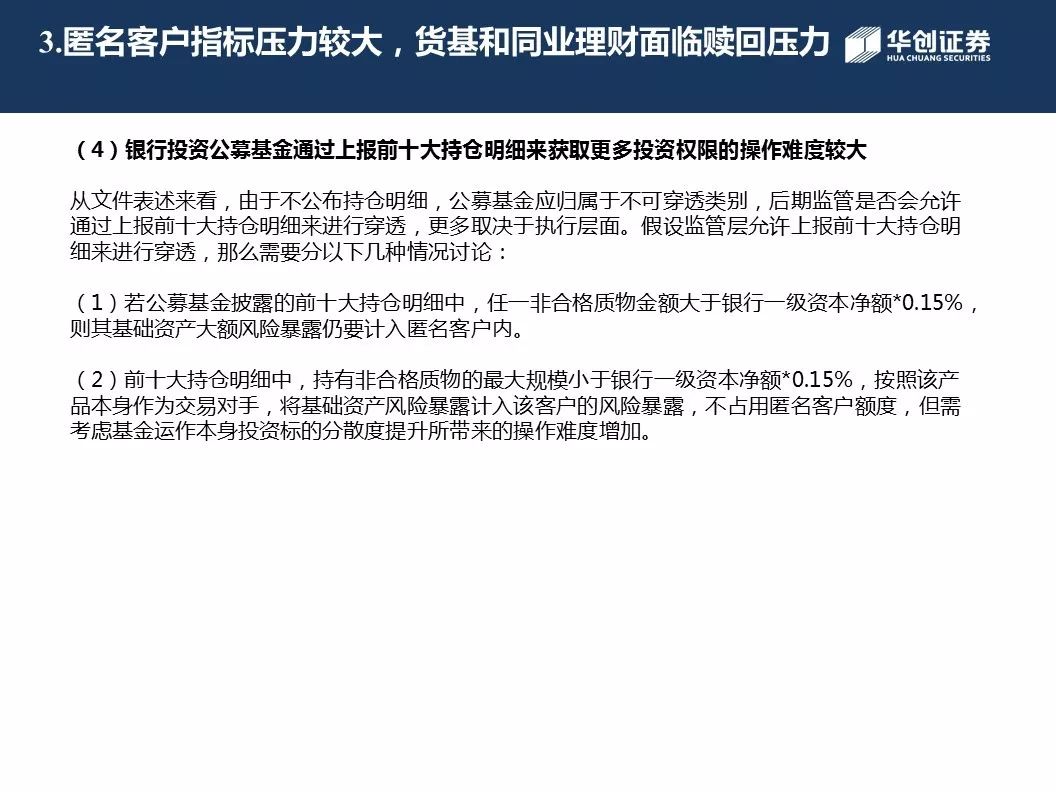 3.匿名客户指标压力较大，货基和同业理财面临赎回压力
华创证券
HUA CHUANG SECURITIES
（4）银行投资公募基金通过上报前十大持仓明细来获取更多投资权限的操作难度较大
从文件表述来看，由于不公布持仓明细，公募基金应归属于不可穿透类别，后期监管是否会允许
通过上报前十大持仓明细来进行穿透，更多取决于执行层面。假设监管层允许上报前十大持仓明
细来进行穿透，那么需要分以下几种情况讨论：
（1）若公募基金披露的前十大持仓明细中，任一非合格质物金额大于银行一级资本净额*0.15%，
则其基础资产大额风险暴露仍要计入匿名客户内。
（2）前十大持仓明细中，持有非合格质物的最大规模小于银行一级资本净额*0.15%，按照该产
品本身作为交易对手，将基础资产风险暴露计入该客户的风险暴露，不占用匿名客户额度，但需
考虑基金运作本身投资标的分散度提升所带来的操作难度增加。